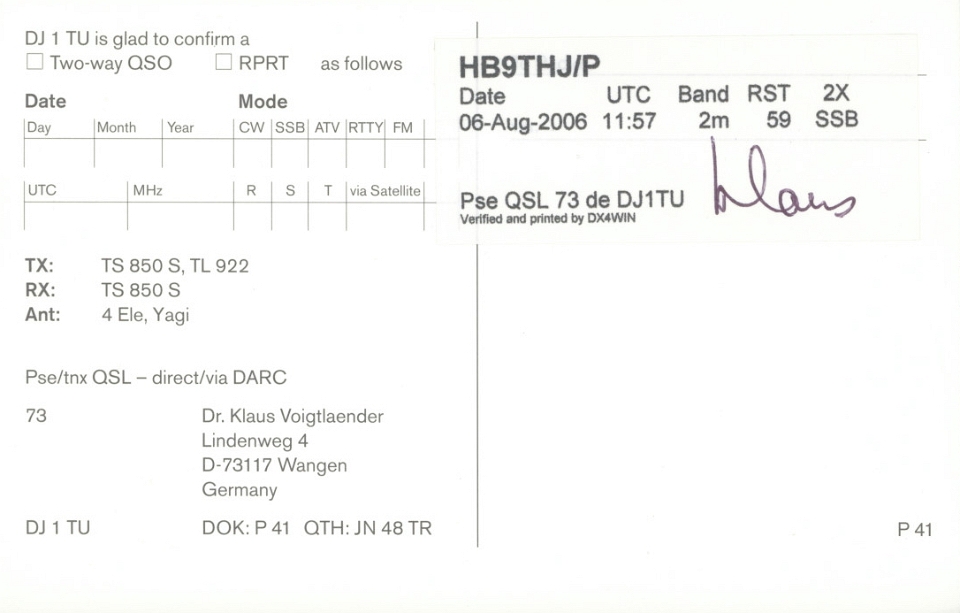 DJ 1 TU is glad to confirm a
Two-way QSO RPRT as follows
Date Mode
Day Month Year CW SSB ATV RTTY FM
UTC MHz R S T via Satellite
TX: TS 850 S, TL 922
RX: TS 850 S
Ant: 4 Ele, Yagi
Pse/tnx QSL – direct/via DARC
73 Dr. Klaus Voigtlaender
Lindenweg 4
D-73117 Wangen
Germany
DJ 1 TU DOK: P 41 QTH: JN 48 TR
HB9THJ/P
Date UTC Band RST 2X
06-Aug-2006 11:57 2m 59 SSB
Pse QSL 73 de DJ1TU Klaus
Verified and printed by DX4WIN
P 41